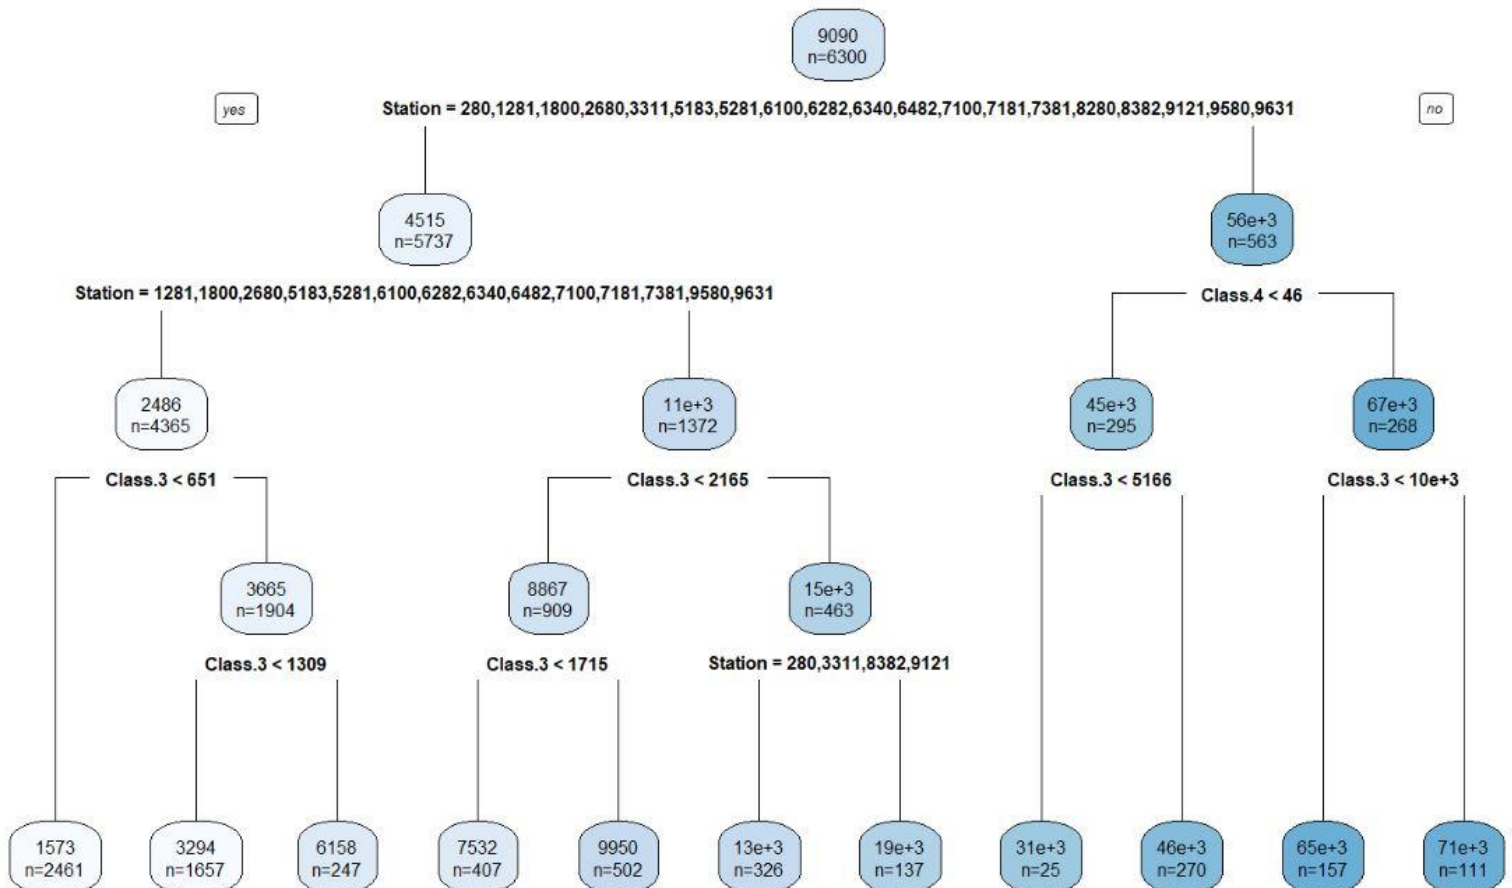 9090
n=6300
yes
Station = 280,1281,1800,2680,3311,5183,5281,6100,6282,6340,6482,7100,7181,7381,8280,8382,9121,9580,9631
no
4515
n=5737
56e+3
n=563
Station = 1281,1800,2680,5183,5281,6100,6282,6340,6482,7100,7181,7381,9580,9631
Class.4 < 46
2486
n=4365
11e+3
n=1372
45e+3
n=295
67e+3
n=268
Class.3 < 651
Class.3 < 2165
Class.3 < 5166
Class.3 < 10e+3
3665
n=1904
8867
n=909
15e+3
n=463
Class.3 < 1309
Class.3 < 1715
Station = 280,3311,8382,9121
1573
n=2461
3294
n=1657
6158
n=247
7532
n=407
9950
n=502
13e+3
n=326
19e+3
n=137
31e+3
n=25
46e+3
n=270
65e+3
n=157
71e+3
n=111